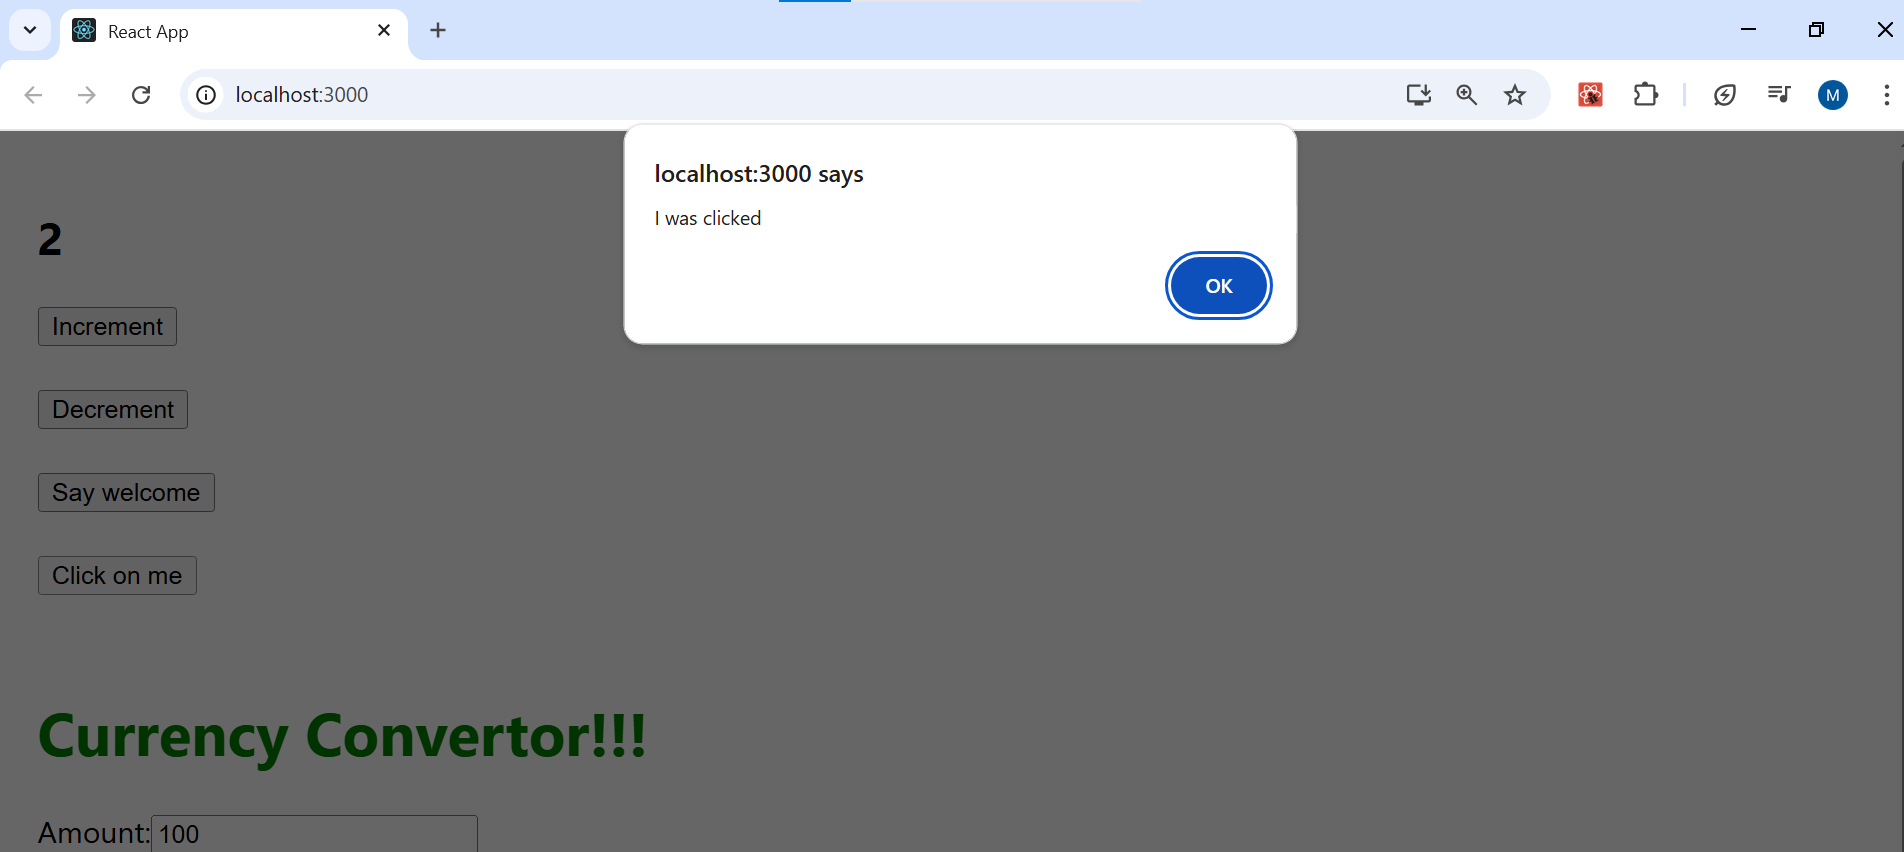 React App
localhost:3000
M
localhost:3000 says
I was clicked
OK
2
Increment
Decrement
Say welcome
Click on me
Currency Convertor!!!
Amount: 100